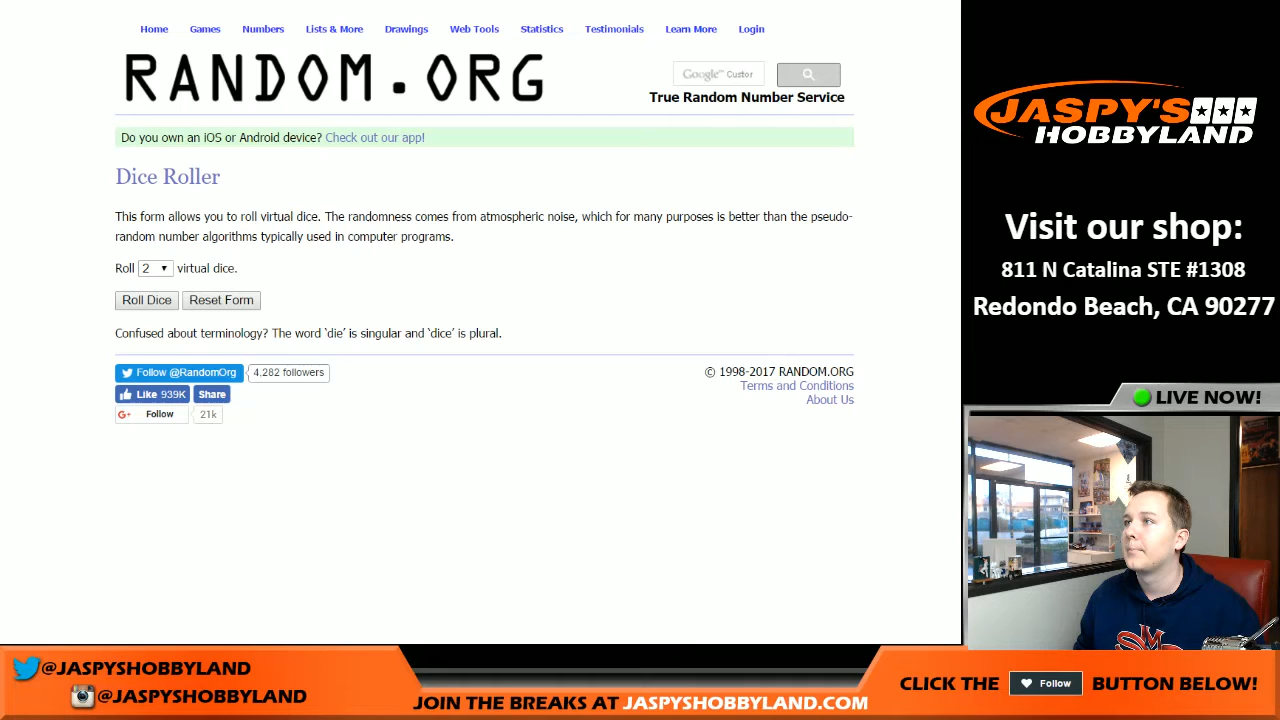 Home Games Numbers Lists & More Drawings Web Tools Statistics Testimonials Learn More Login
RANDOM.ORG
Google™ Custor
True Random Number Service
Do you own an iOS or Android device? Check out our app!
Dice Roller
This form allows you to roll virtual dice. The randomness comes from atmospheric noise, which for many purposes is better than the pseudo-
random number algorithms typically used in computer programs.
Roll 2 virtual dice.
Roll Dice Reset Form
Confused about terminology? The word ‘die’ is singular and ‘dice’ is plural.
Follow @RandomOrg 4,282 followers
Like 939K Share
G+ Follow 21k
© 1998-2017 RANDOM.ORG
Terms and Conditions
About Us
JASPY'S
HOBBYLAND
Visit our shop:
811 N Catalina STE #1308
Redondo Beach, CA 90277
LIVE NOW!
@JASPYSHOBBYLAND
@JASPYSHOBBYLAND
JOIN THE BREAKS AT JASPYSHOBBYLAND.COM
CLICK THE Follow BUTTON BELOW!